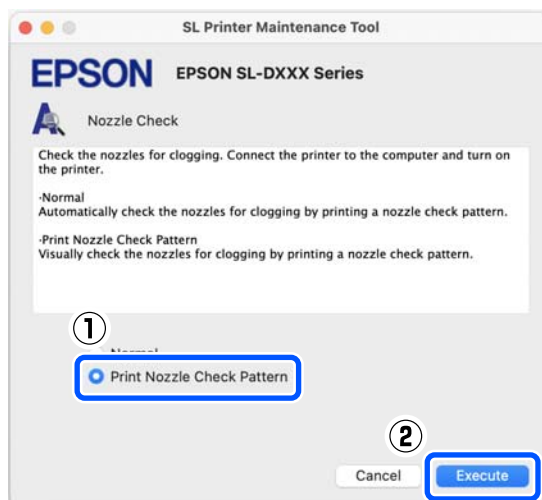 SL Printer Maintenance Tool
EPSON EPSON SL-DXXX Series
Nozzle Check
Check the nozzles for clogging. Connect the printer to the computer and turn on
the printer.
·Normal
Automatically check the nozzles for clogging by printing a nozzle check pattern.
·Print Nozzle Check Pattern
Visually check the nozzles for clogging by printing a nozzle check pattern.
1
Print Nozzle Check Pattern
2
Cancel Execute